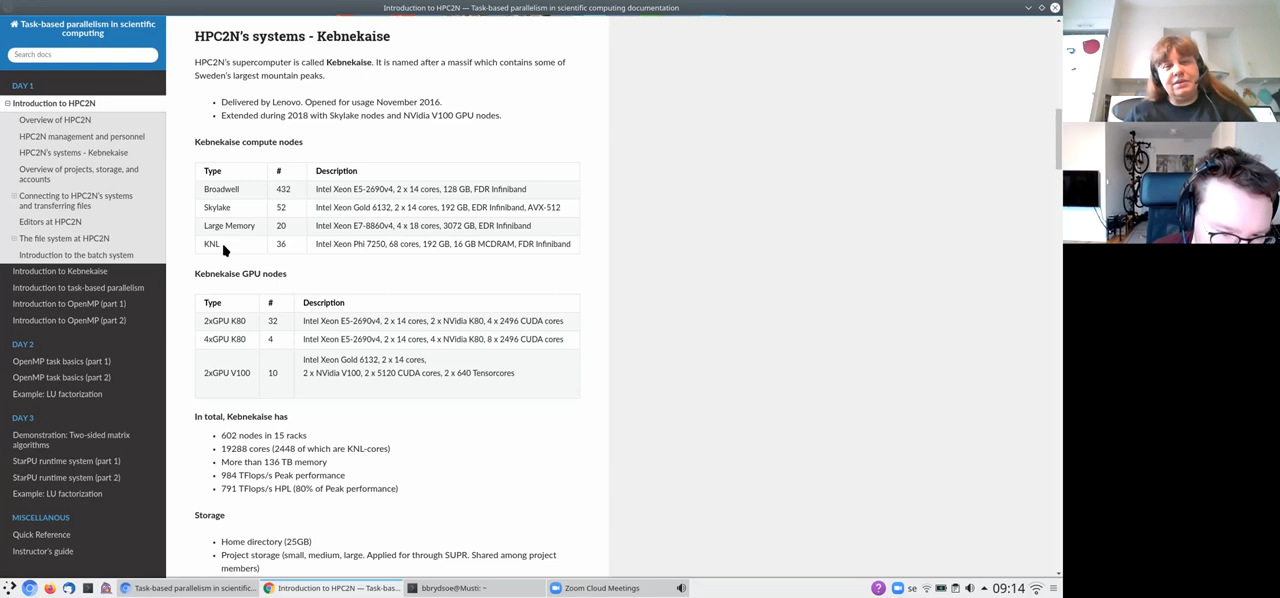 Introduction to HPC2N — Task-based parallelism in scientific computing documentation
Task-based parallelism in scientific
computing
Search docs
DAY 1
Introduction to HPC2N
Overview of HPC2N
HPC2N management and personnel
HPC2N's systems - Kebnekaise
Overview of projects, storage, and
accounts
Connecting to HPC2N's systems
and transferring files
Editors at HPC2N
The file system at HPC2N
Introduction to the batch system
Introduction to Kebnekaise
Introduction to task-based parallelism
Introduction to OpenMP (part 1)
Introduction to OpenMP (part 2)
DAY 2
OpenMP task basics (part 1)
OpenMP task basics (part 2)
Example: LU factorization
DAY 3
Demonstration: Two-sided matrix
algorithms
StarPU runtime system (part 1)
StarPU runtime system (part 2)
Example: LU factorization
MISCELLANEOUS
Quick Reference
Instructor's guide
HPC2N's systems - Kebnekaise
HPC2N's supercomputer is called Kebnekaise. It is named after a massif which contains some of
Sweden's largest mountain peaks.
Delivered by Lenovo. Opened for usage November 2016.
Extended during 2018 with Skylake nodes and NVidia V100 GPU nodes.
Kebnekaise compute nodes
Type # Description
Broadwell 432 Intel Xeon E5-2690v4, 2 x 14 cores, 128 GB, FDR Infiniband
Skylake 52 Intel Xeon Gold 6132, 2 x 14 cores, 192 GB, EDR Infiniband, AVX-512
Large Memory 20 Intel Xeon E7-8860v4, 4 x 18 cores, 3072 GB, EDR Infiniband
KNL 36 Intel Xeon Phi 7250, 68 cores, 192 GB, 16 GB MCDRAM, FDR Infiniband
Kebnekaise GPU nodes
Type # Description
2xGPU K80 32 Intel Xeon E5-2690v4, 2 x 14 cores, 2 x NVidia K80, 4 x 2496 CUDA cores
4xGPU K80 4 Intel Xeon E5-2690v4, 2 x 14 cores, 4 x NVidia K80, 8 x 2496 CUDA cores
Intel Xeon Gold 6132, 2 x 14 cores,
2xGPU V100 10 2 x NVidia V100, 2 x 5120 CUDA cores, 2 x 640 Tensorcores
In total, Kebnekaise has
602 nodes in 15 racks
19288 cores (2448 of which are KNL-cores)
More than 136 TB memory
984 TFlops/s Peak performance
791 TFlops/s HPL (80% of Peak performance)
Storage
Home directory (25GB)
Project storage (small, medium, large. Applied for through SUPR. Shared among project
members)
Task-based parallelism in scientific...
Introduction to HPC2N — Task-bas...
bbrydsoe@Musti: ~
Zoom Cloud Meetings
se
09:14